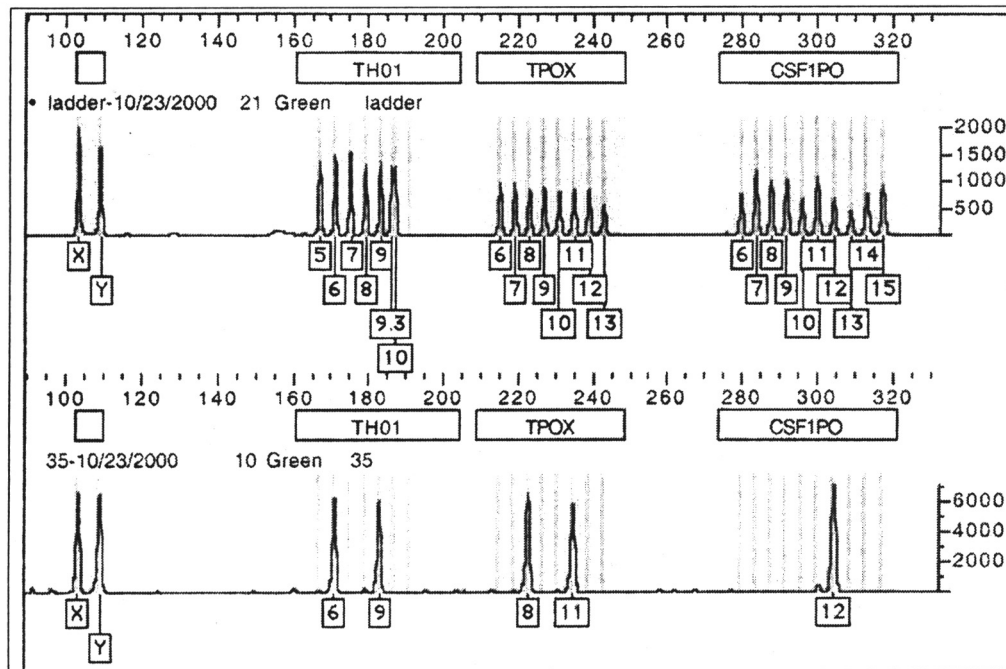 100 120 140 160 180 200 220 240 260 280 300 320
TH01 TPOX CSF1PO
• ladder-10/23/2000 21 Green ladder
2000
1500
1000
500
X 5 7 9 6 8 11 6 8 11 14
Y 6 8 7 9 12 7 9 12 15
9.3 10 13 10 13
10
100 120 140 160 180 200 220 240 260 280 300 320
TH01 TPOX CSF1PO
35-10/23/2000 10 Green 35
6000
4000
2000
X 6 9 8 11 12
Y